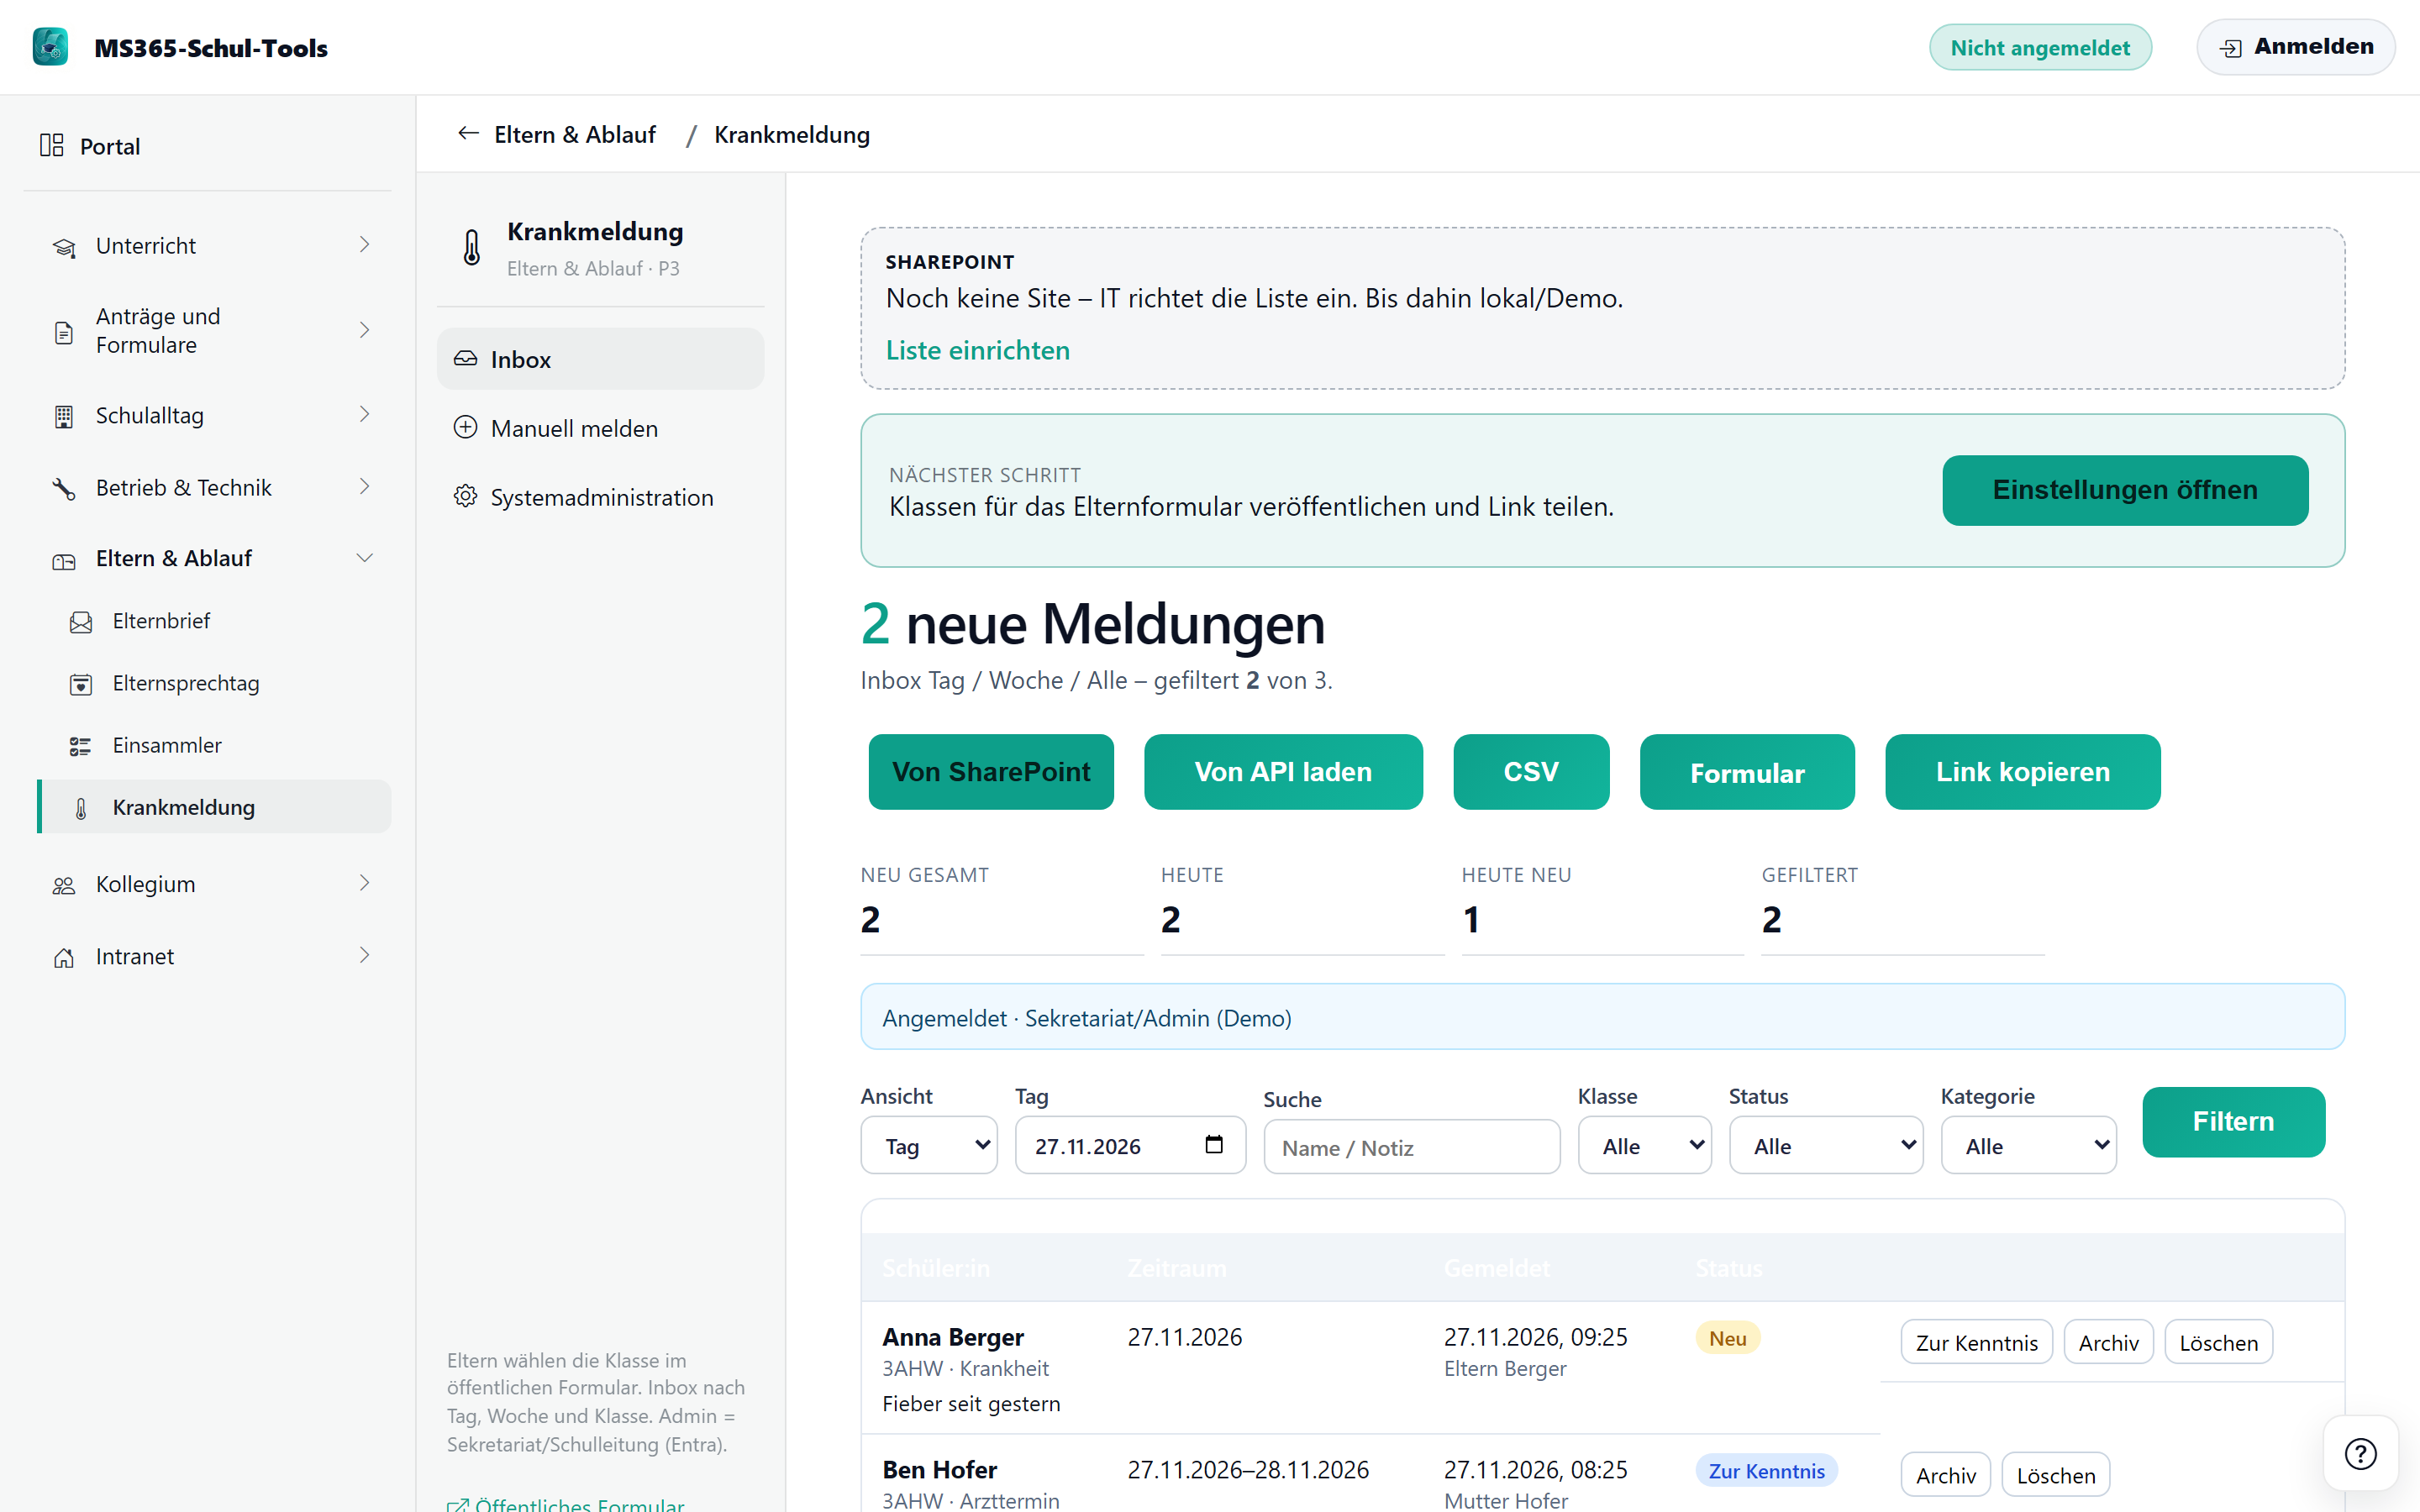 MS365-Schul-Tools
Nicht angemeldet
Anmelden
Portal
Unterricht
Anträge und
Formulare
Schulalltag
Betrieb & Technik
Eltern & Ablauf
Elternbrief
Elternsprechtag
Einsammler
Krankmeldung
Kollegium
Intranet
Eltern & Ablauf / Krankmeldung
Krankmeldung
Eltern & Ablauf · P3
Inbox
Manuell melden
Systemadministration
Eltern wählen die Klasse im
öffentlichen Formular. Inbox nach
Tag, Woche und Klasse. Admin =
Sekretariat/Schulleitung (Entra).
Öffentliches Formular
SHAREPOINT
Noch keine Site – IT richtet die Liste ein. Bis dahin lokal/Demo.
Liste einrichten
NÄCHSTER SCHRITT
Klassen für das Elternformular veröffentlichen und Link teilen.
Einstellungen öffnen
2 neue Meldungen
Inbox Tag / Woche / Alle – gefiltert 2 von 3.
Von SharePoint
Von API laden
CSV
Formular
Link kopieren
NEU GESAMT
2
HEUTE
2
HEUTE NEU
1
GEFILTERT
2
Angemeldet · Sekretariat/Admin (Demo)
Ansicht
Tag
Tag
27.11.2026
Suche
Name / Notiz
Klasse
Alle
Status
Alle
Kategorie
Alle
Filtern
Schüler:in Zeitraum Gemeldet Status
Anna Berger 27.11.2026 27.11.2026, 09:25 Neu Zur Kenntnis Archiv Löschen
3AHW · Krankheit Eltern Berger
Fieber seit gestern
Ben Hofer 27.11.2026–28.11.2026 27.11.2026, 08:25 Zur Kenntnis Archiv Löschen
3AHW · Arzttermin Mutter Hofer